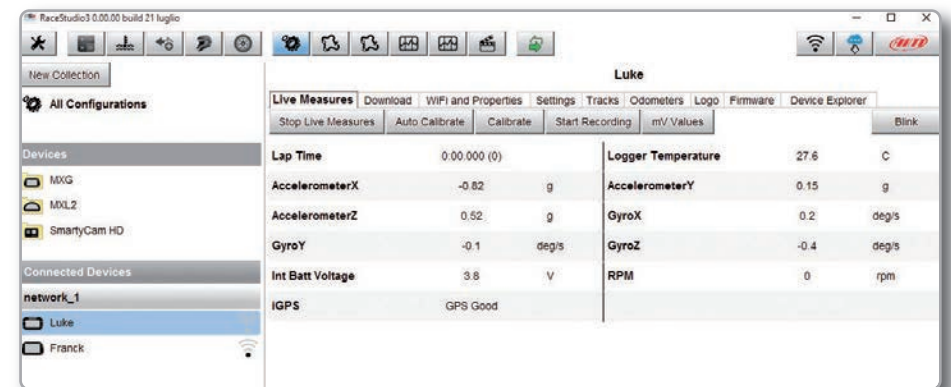 RaceStudio3 0.00.00 build 21 luglio
AiM
New Collection
All Configurations
Devices
MXG
MXL2
SmartyCam HD
Connected Devices
network_1
Luke
Franck
Luke
Live Measures Download WiFi and Properties Settings Tracks Odometers Logo Firmware Device Explorer
Stop Live Measures Auto Calibrate Calibrate Start Recording mV Values Blink
Lap Time 0:00.000 (0) Logger Temperature 27.6 C
AccelerometerX -0.82 g AccelerometerY 0.15 g
AccelerometerZ 0.52 g GyroX 0.2 deg/s
GyroY -0.1 deg/s GyroZ -0.4 deg/s
Int Batt Voltage 3.8 V RPM 0 rpm
iGPS GPS Good